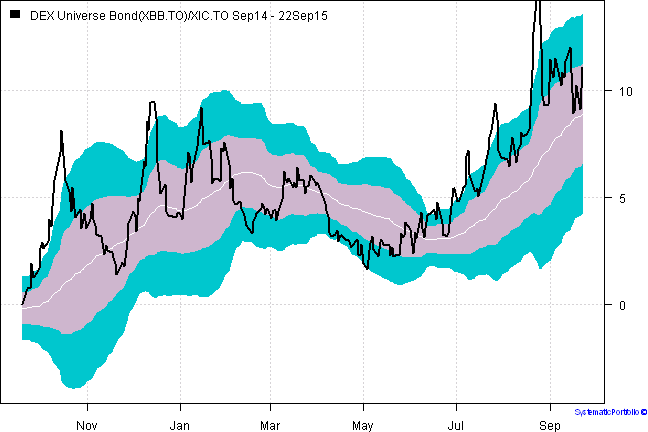 DEX Universe Bond(XBB.TO)/XIC.TO Sep14 - 22Sep15
10
5
0
Nov Jan Mar May Jul Sep
SystematicPortfolio ©